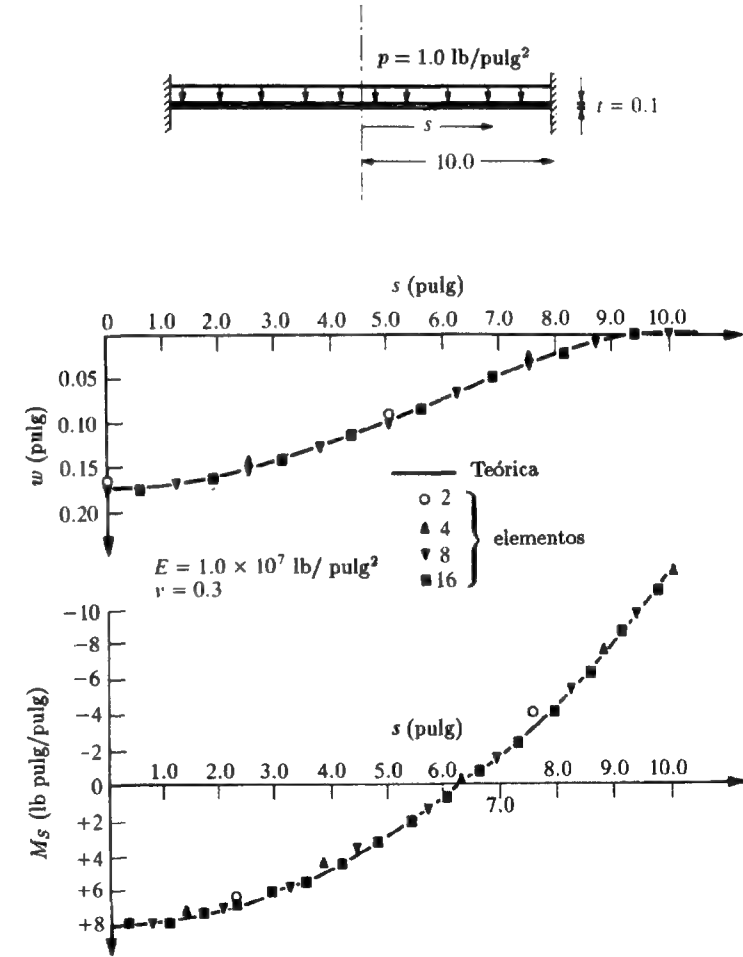 p = 1.0 lb/pulg²
t = 0.1
s
10.0
s (pulg)
0 1.0 2.0 3.0 4.0 5.0 6.0 7.0 8.0 9.0 10.0
0.05
0.10
0.15
0.20
w (pulg)
Teórica
2
4
8
16
elementos
E = 1.0 × 10⁷ lb/ pulg²
ν = 0.3
−10
−8
−6
−4
−2
0
+2
+4
+6
+8
Ms (lb pulg/pulg)
s (pulg)
1.0 2.0 3.0 4.0 5.0 6.0 7.0 8.0 9.0 10.0